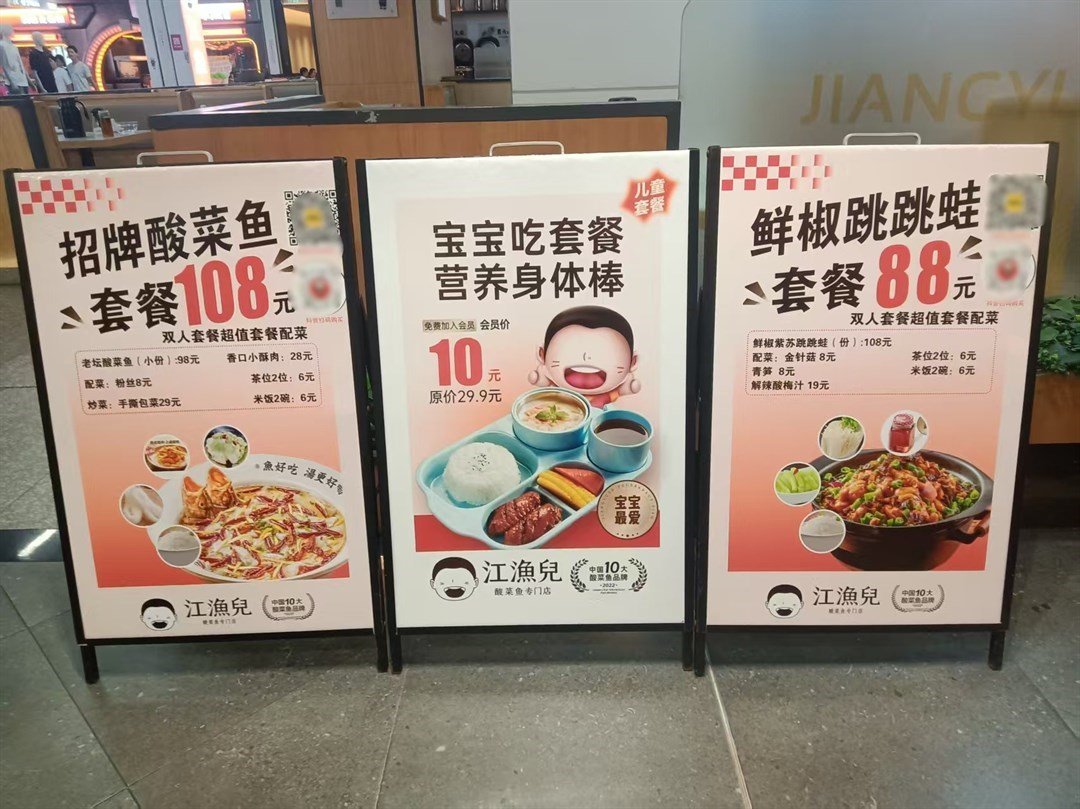 招牌酸菜鱼
套餐108元
双人套餐超值套餐配菜
老坛酸菜鱼（小份）:98元 香口小酥肉：28元
配菜：粉丝8元 茶位2位：6元
炒菜：手撕包菜29元 米饭2碗：6元
魚好吃 湯更好喝
江漁兒
酸菜鱼专门店
中国10大
酸菜鱼品牌
儿童
套餐
宝宝吃套餐
营养身体棒
免费加入会员 会员价
10元
原价29.9元
宝宝
最爱
江漁兒
酸菜鱼专门店
中国10大
酸菜鱼品牌
2022
鲜椒跳跳蛙
套餐88元
抖音扫码购买
双人套餐超值套餐配菜
鲜椒紫苏跳跳蛙（份）:108元
配菜：金针菇 8元 茶位2位：6元
青笋 8元 米饭2碗：6元
解辣酸梅汁 19元
江漁兒
酸菜鱼专门店
中国10大
酸菜鱼品牌
JIANGYU